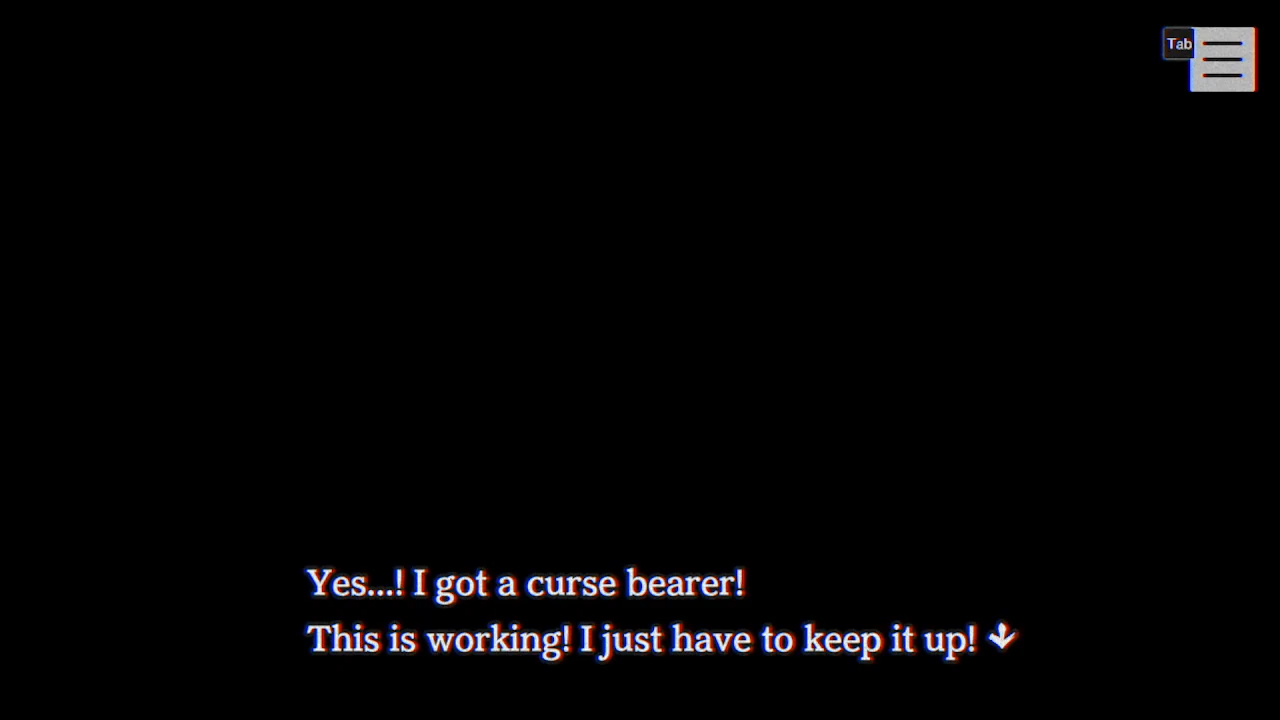 Tab
Yes...! I got a curse bearer!
This is working! I just have to keep it up!